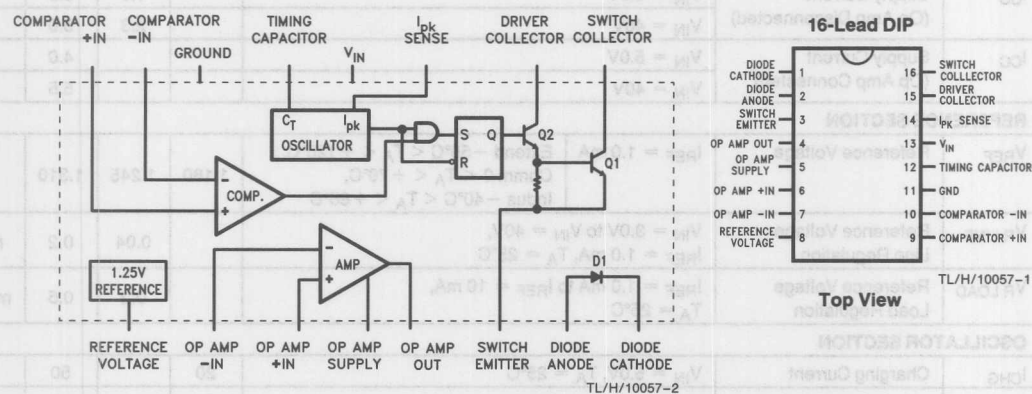 COMPARATOR
+IN
COMPARATOR
-IN
GROUND
TIMING
CAPACITOR
VIN
Ipk
SENSE
DRIVER
COLLECTOR
SWITCH
COLLECTOR
CT
Ipk
OSCILLATOR
S
Q
R
Q2
Q1
-
+
COMP.
-
+
AMP
1.25V
REFERENCE
D1
REFERENCE
VOLTAGE
OP AMP
-IN
OP AMP
+IN
OP AMP
SUPPLY
OP AMP
OUT
SWITCH
EMITTER
DIODE
ANODE
DIODE
CATHODE
TL/H/10057-2
16-Lead DIP
DIODE
CATHODE 1
DIODE
ANODE 2
SWITCH
EMITTER 3
OP AMP OUT 4
OP AMP
SUPPLY 5
OP AMP +IN 6
OP AMP -IN 7
REFERENCE
VOLTAGE 8
16 SWITCH
COLLLECTOR
15 DRIVER
COLLECTOR
14 IPK SENSE
13 VIN
12 TIMING CAPACITOR
11 GND
10 COMPARATOR -IN
9 COMPARATOR +IN
TL/H/10057-1
Top View